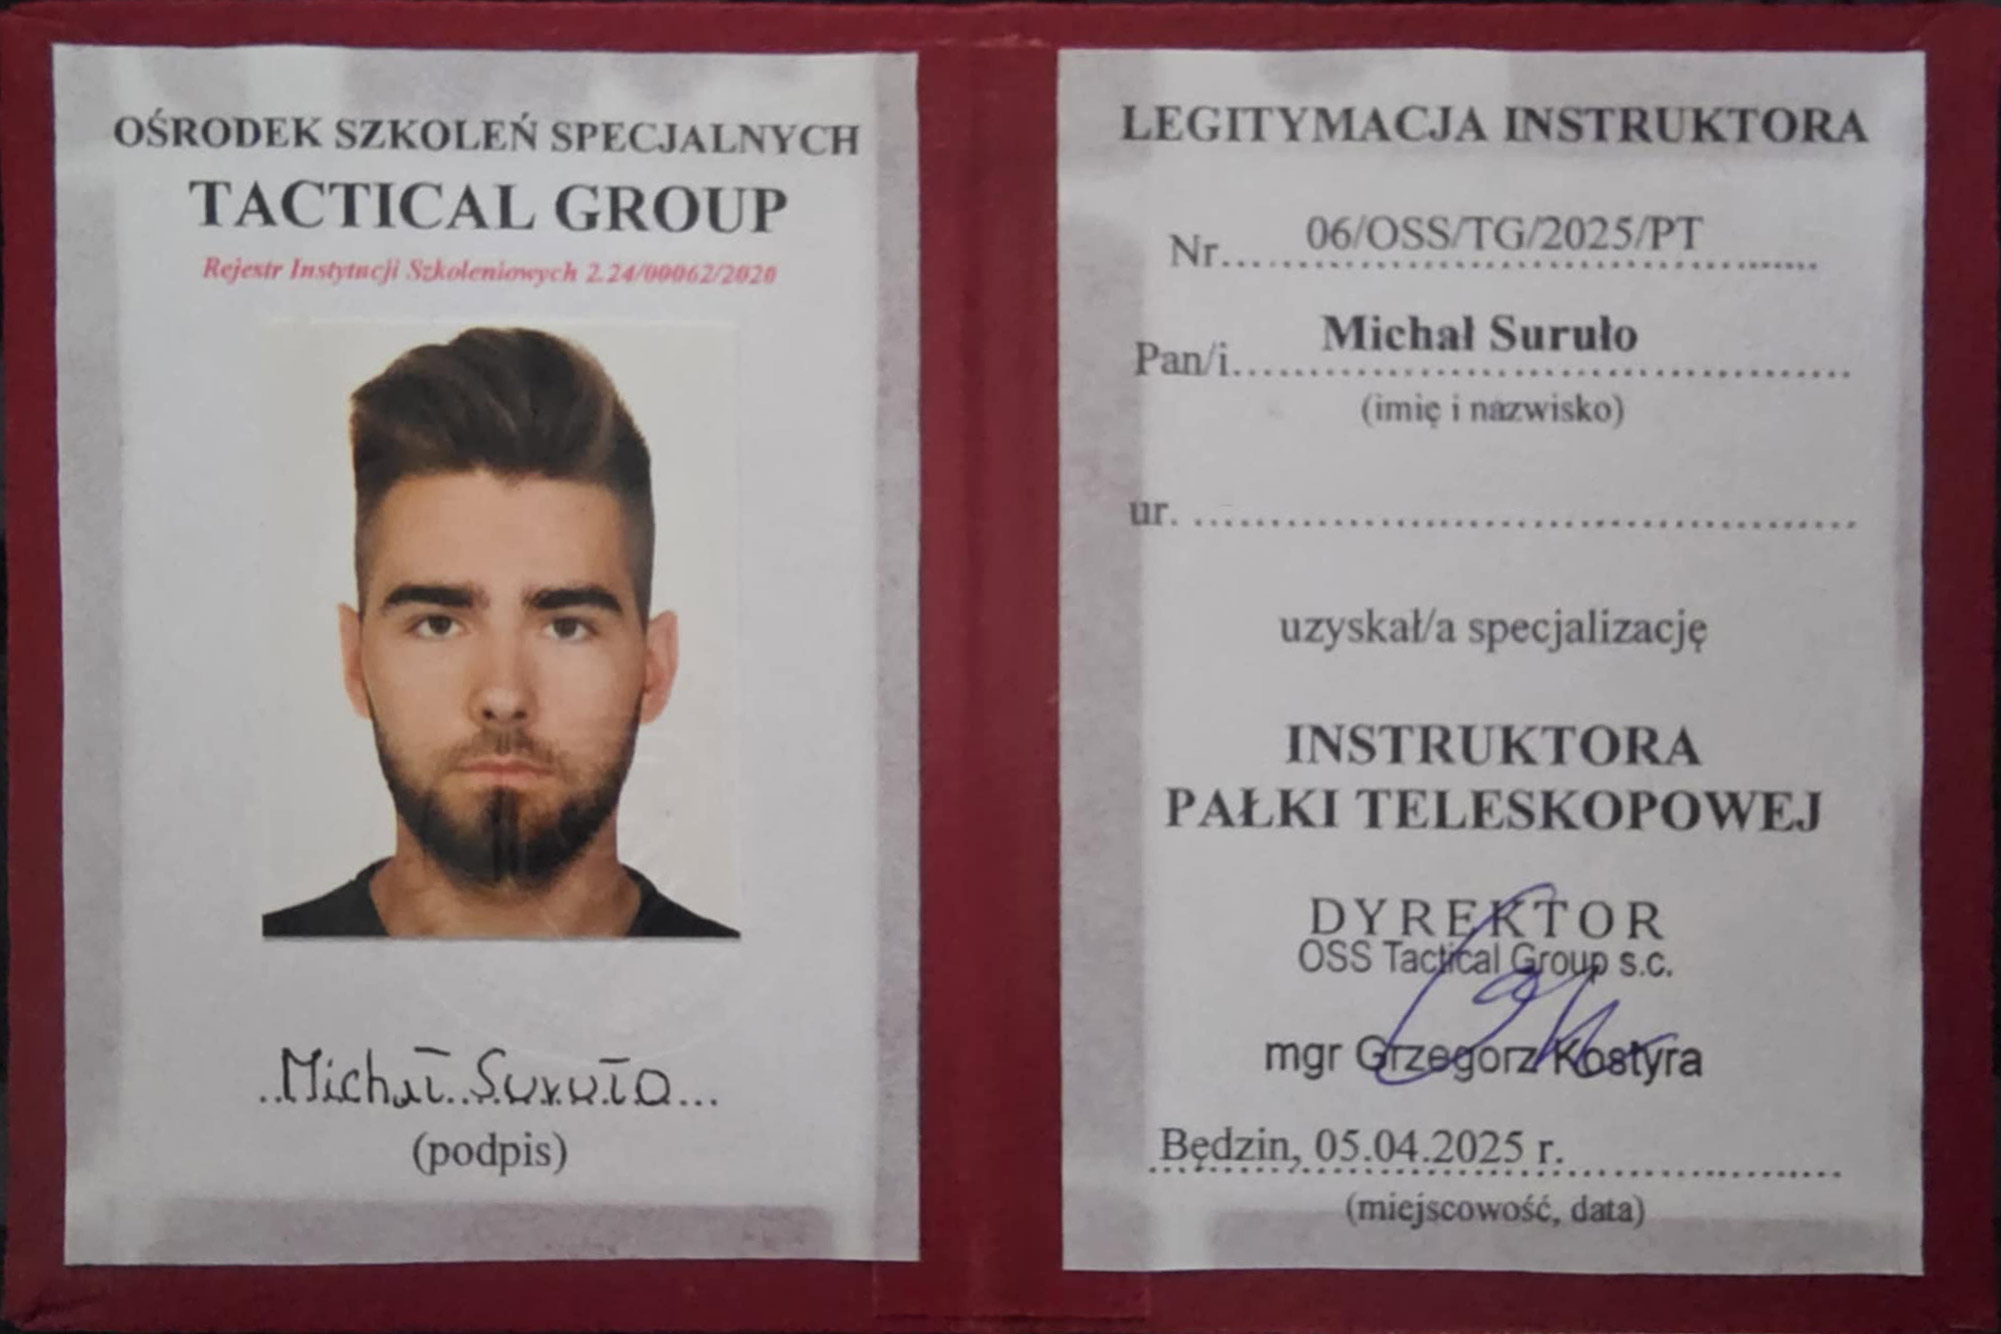 OŚRODEK SZKOLEŃ SPECJALNYCH
TACTICAL GROUP
Rejestr Instytucji Szkoleniowych 2.24/00062/2020
..Michał..Suruło...
(podpis)
LEGITYMACJA INSTRUKTORA
Nr. 06/OSS/TG/2025/PT
Pan/i Michał Suruło
(imię i nazwisko)
ur. ................................................
uzyskał/a specjalizację
INSTRUKTORA
PAŁKI TELESKOPOWEJ
DYREKTOR
OSS Tactical Group s.c.
mgr Grzegorz Kostyra
Będzin, 05.04.2025 r.
(miejscowość, data)